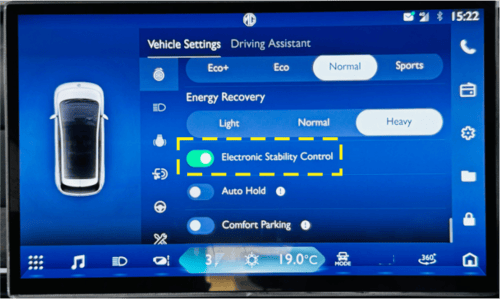 MG
15:22
Vehicle Settings Driving Assistant
Eco+ Eco Normal Sports
Energy Recovery
Light Normal Heavy
Electronic Stability Control
Auto Hold
Comfort Parking
3 19.0°C
MODE
360°